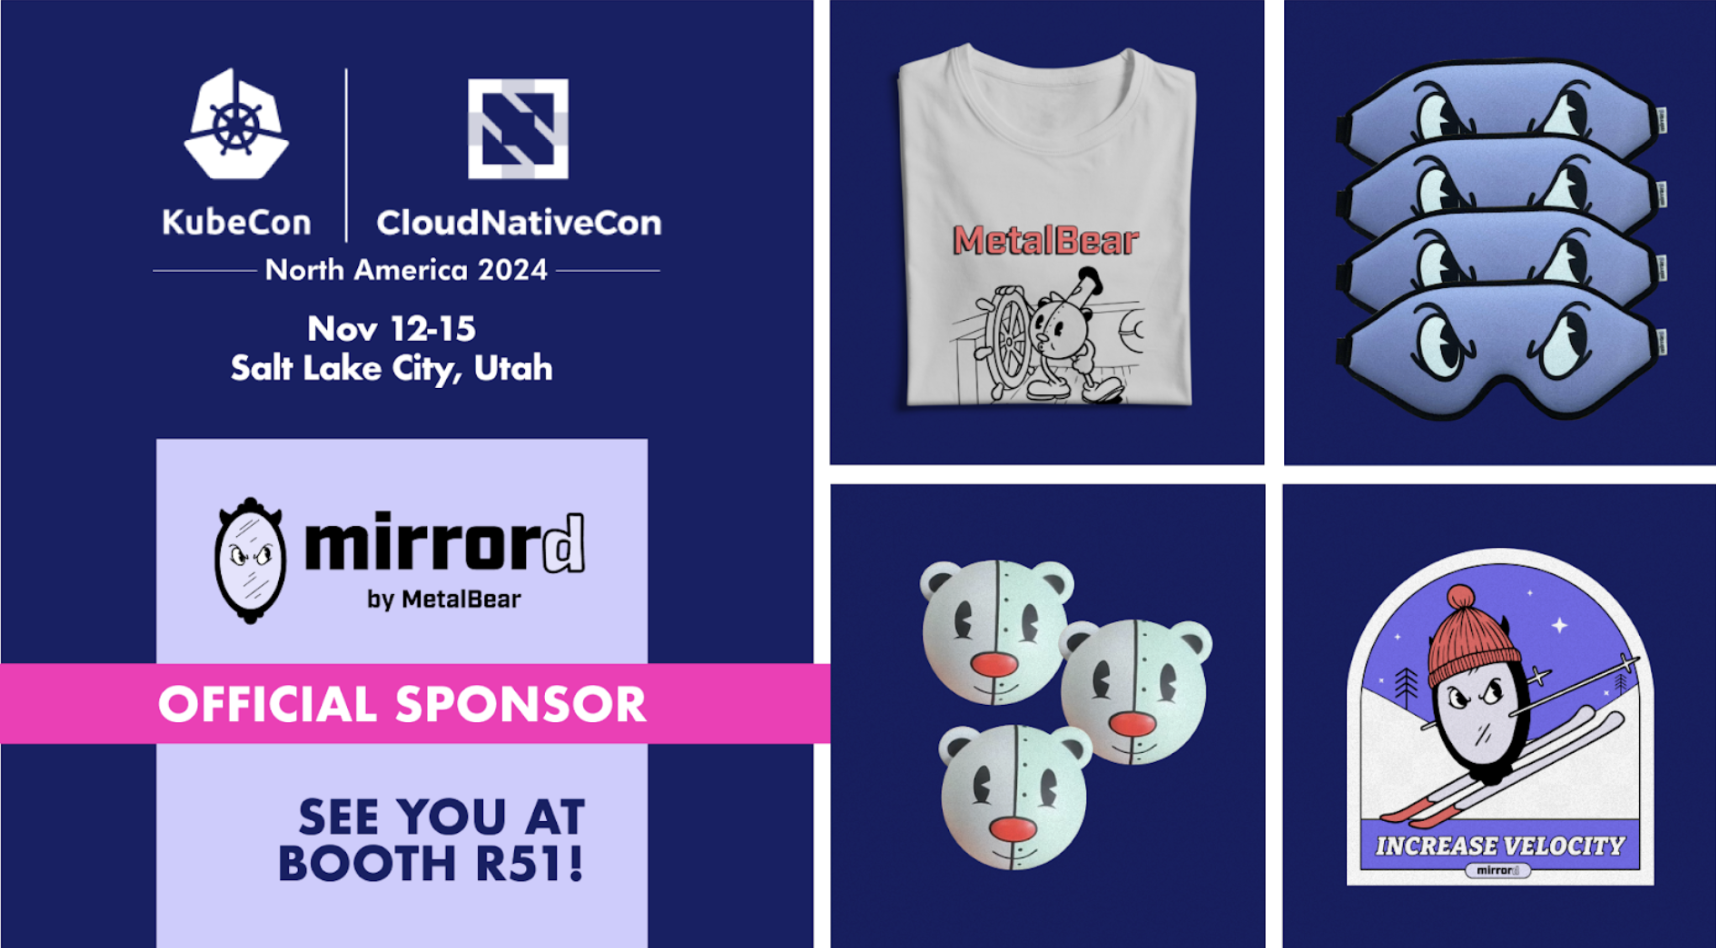 KubeCon
CloudNativeCon
North America 2024
Nov 12-15
Salt Lake City, Utah
mirrord
by MetalBear
OFFICIAL SPONSOR
SEE YOU AT
BOOTH R51!
MetalBear
INCREASE VELOCITY
mirrord